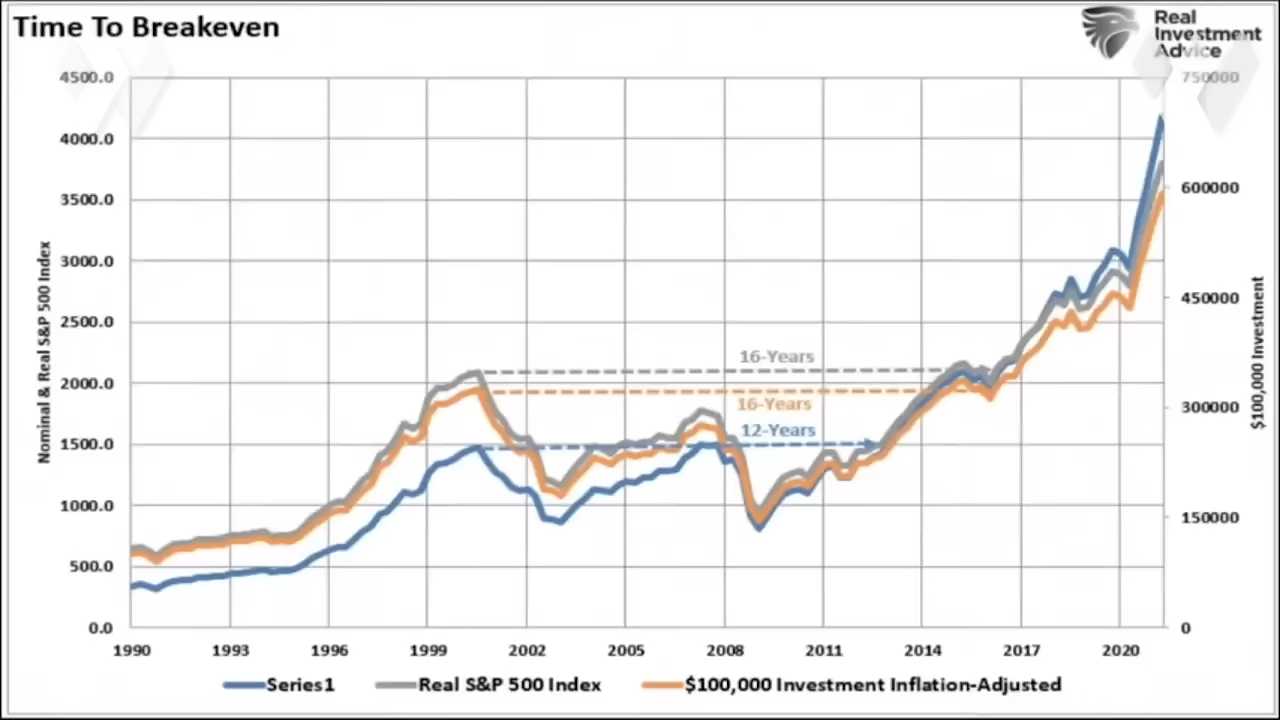 Time To Breakeven
Real
Investment
Advice
4500.0
4000.0
3500.0
3000.0
2500.0
2000.0
1500.0
1000.0
500.0
0.0
Nominal & Real S&P 500 Index
750000
600000
450000
300000
150000
0
$100,000 Investment
16-Years
16-Years
12-Years
1990 1993 1996 1999 2002 2005 2008 2011 2014 2017 2020
Series1 Real S&P 500 Index $100,000 Investment Inflation-Adjusted